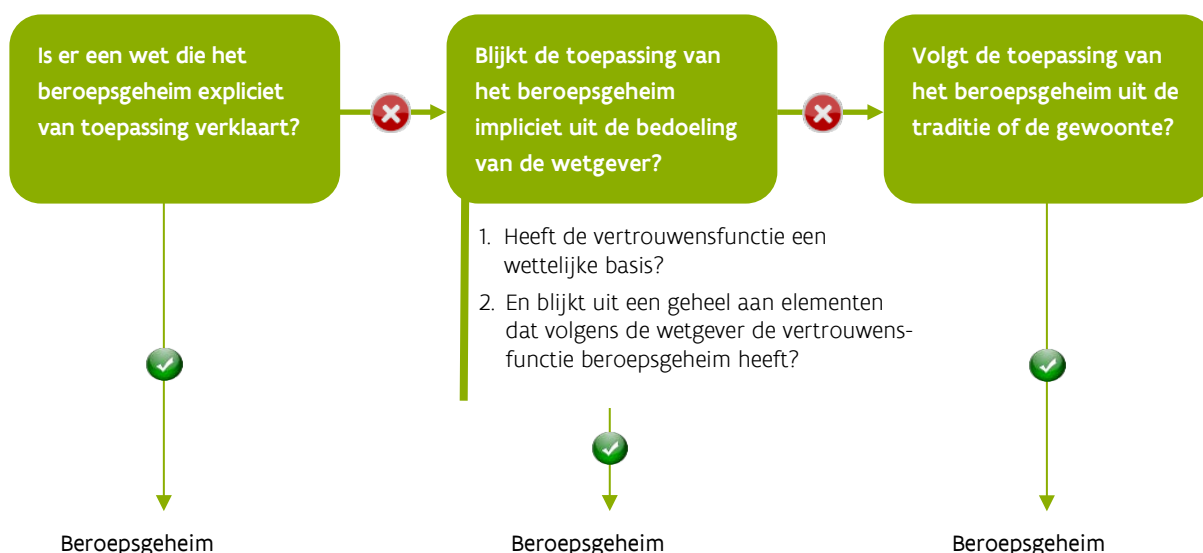 Is er een wet die het
beroepsgeheim expliciet
van toepassing verklaart?
Blijkt de toepassing van
het beroepsgeheim
impliciet uit de bedoeling
van de wetgever?
Volgt de toepassing van
het beroepsgeheim uit de
traditie of de gewoonte?
1. Heeft de vertrouwensfunctie een
wettelijke basis?
2. En blijkt uit een geheel aan elementen
dat volgens de wetgever de vertrouwens-
functie beroepsgeheim heeft?
Beroepsgeheim
Beroepsgeheim
Beroepsgeheim